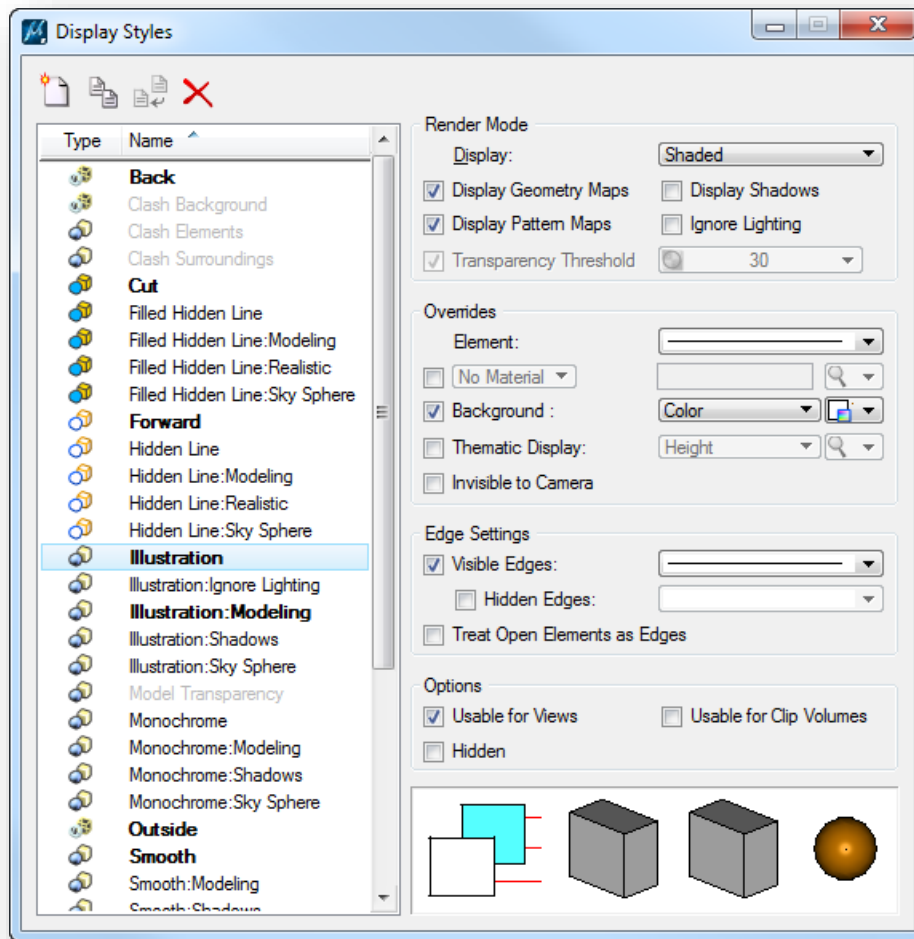 Display Styles
Type Name
Back
Clash Background
Clash Elements
Clash Surroundings
Cut
Filled Hidden Line
Filled Hidden Line:Modeling
Filled Hidden Line:Realistic
Filled Hidden Line:Sky Sphere
Forward
Hidden Line
Hidden Line:Modeling
Hidden Line:Realistic
Hidden Line:Sky Sphere
Illustration
Illustration:Ignore Lighting
Illustration:Modeling
Illustration:Shadows
Illustration:Sky Sphere
Model Transparency
Monochrome
Monochrome:Modeling
Monochrome:Shadows
Monochrome:Sky Sphere
Outside
Smooth
Smooth:Modeling
Smooth:Shadows
Render Mode
Display: Shaded
Display Geometry Maps Display Shadows
Display Pattern Maps Ignore Lighting
Transparency Threshold 30
Overrides
Element:
No Material
Background : Color
Thematic Display: Height
Invisible to Camera
Edge Settings
Visible Edges:
Hidden Edges:
Treat Open Elements as Edges
Options
Usable for Views Usable for Clip Volumes
Hidden